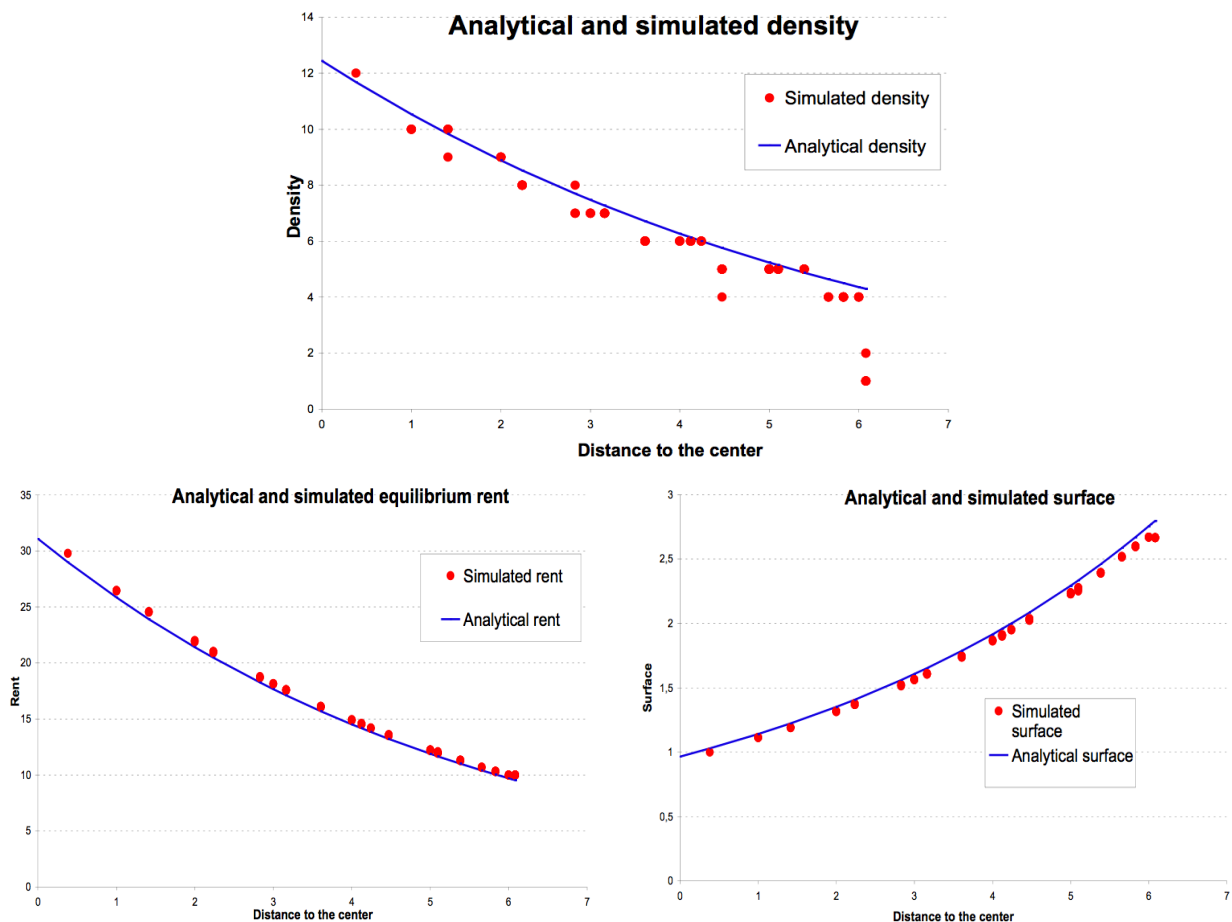 Analytical and simulated density
14
12
10
8
6
4
2
0
Density
Simulated density
Analytical density
0 1 2 3 4 5 6 7
Distance to the center
Analytical and simulated equilibrium rent
35
30
25
20
15
10
5
0
Rent
Simulated rent
Analytical rent
0 1 2 3 4 5 6 7
Distance to the center
Analytical and simulated surface
3
2,5
2
1,5
1
0,5
0
Surface
Simulated
surface
Analytical surface
0 1 2 3 4 5 6 7
Distance to the center